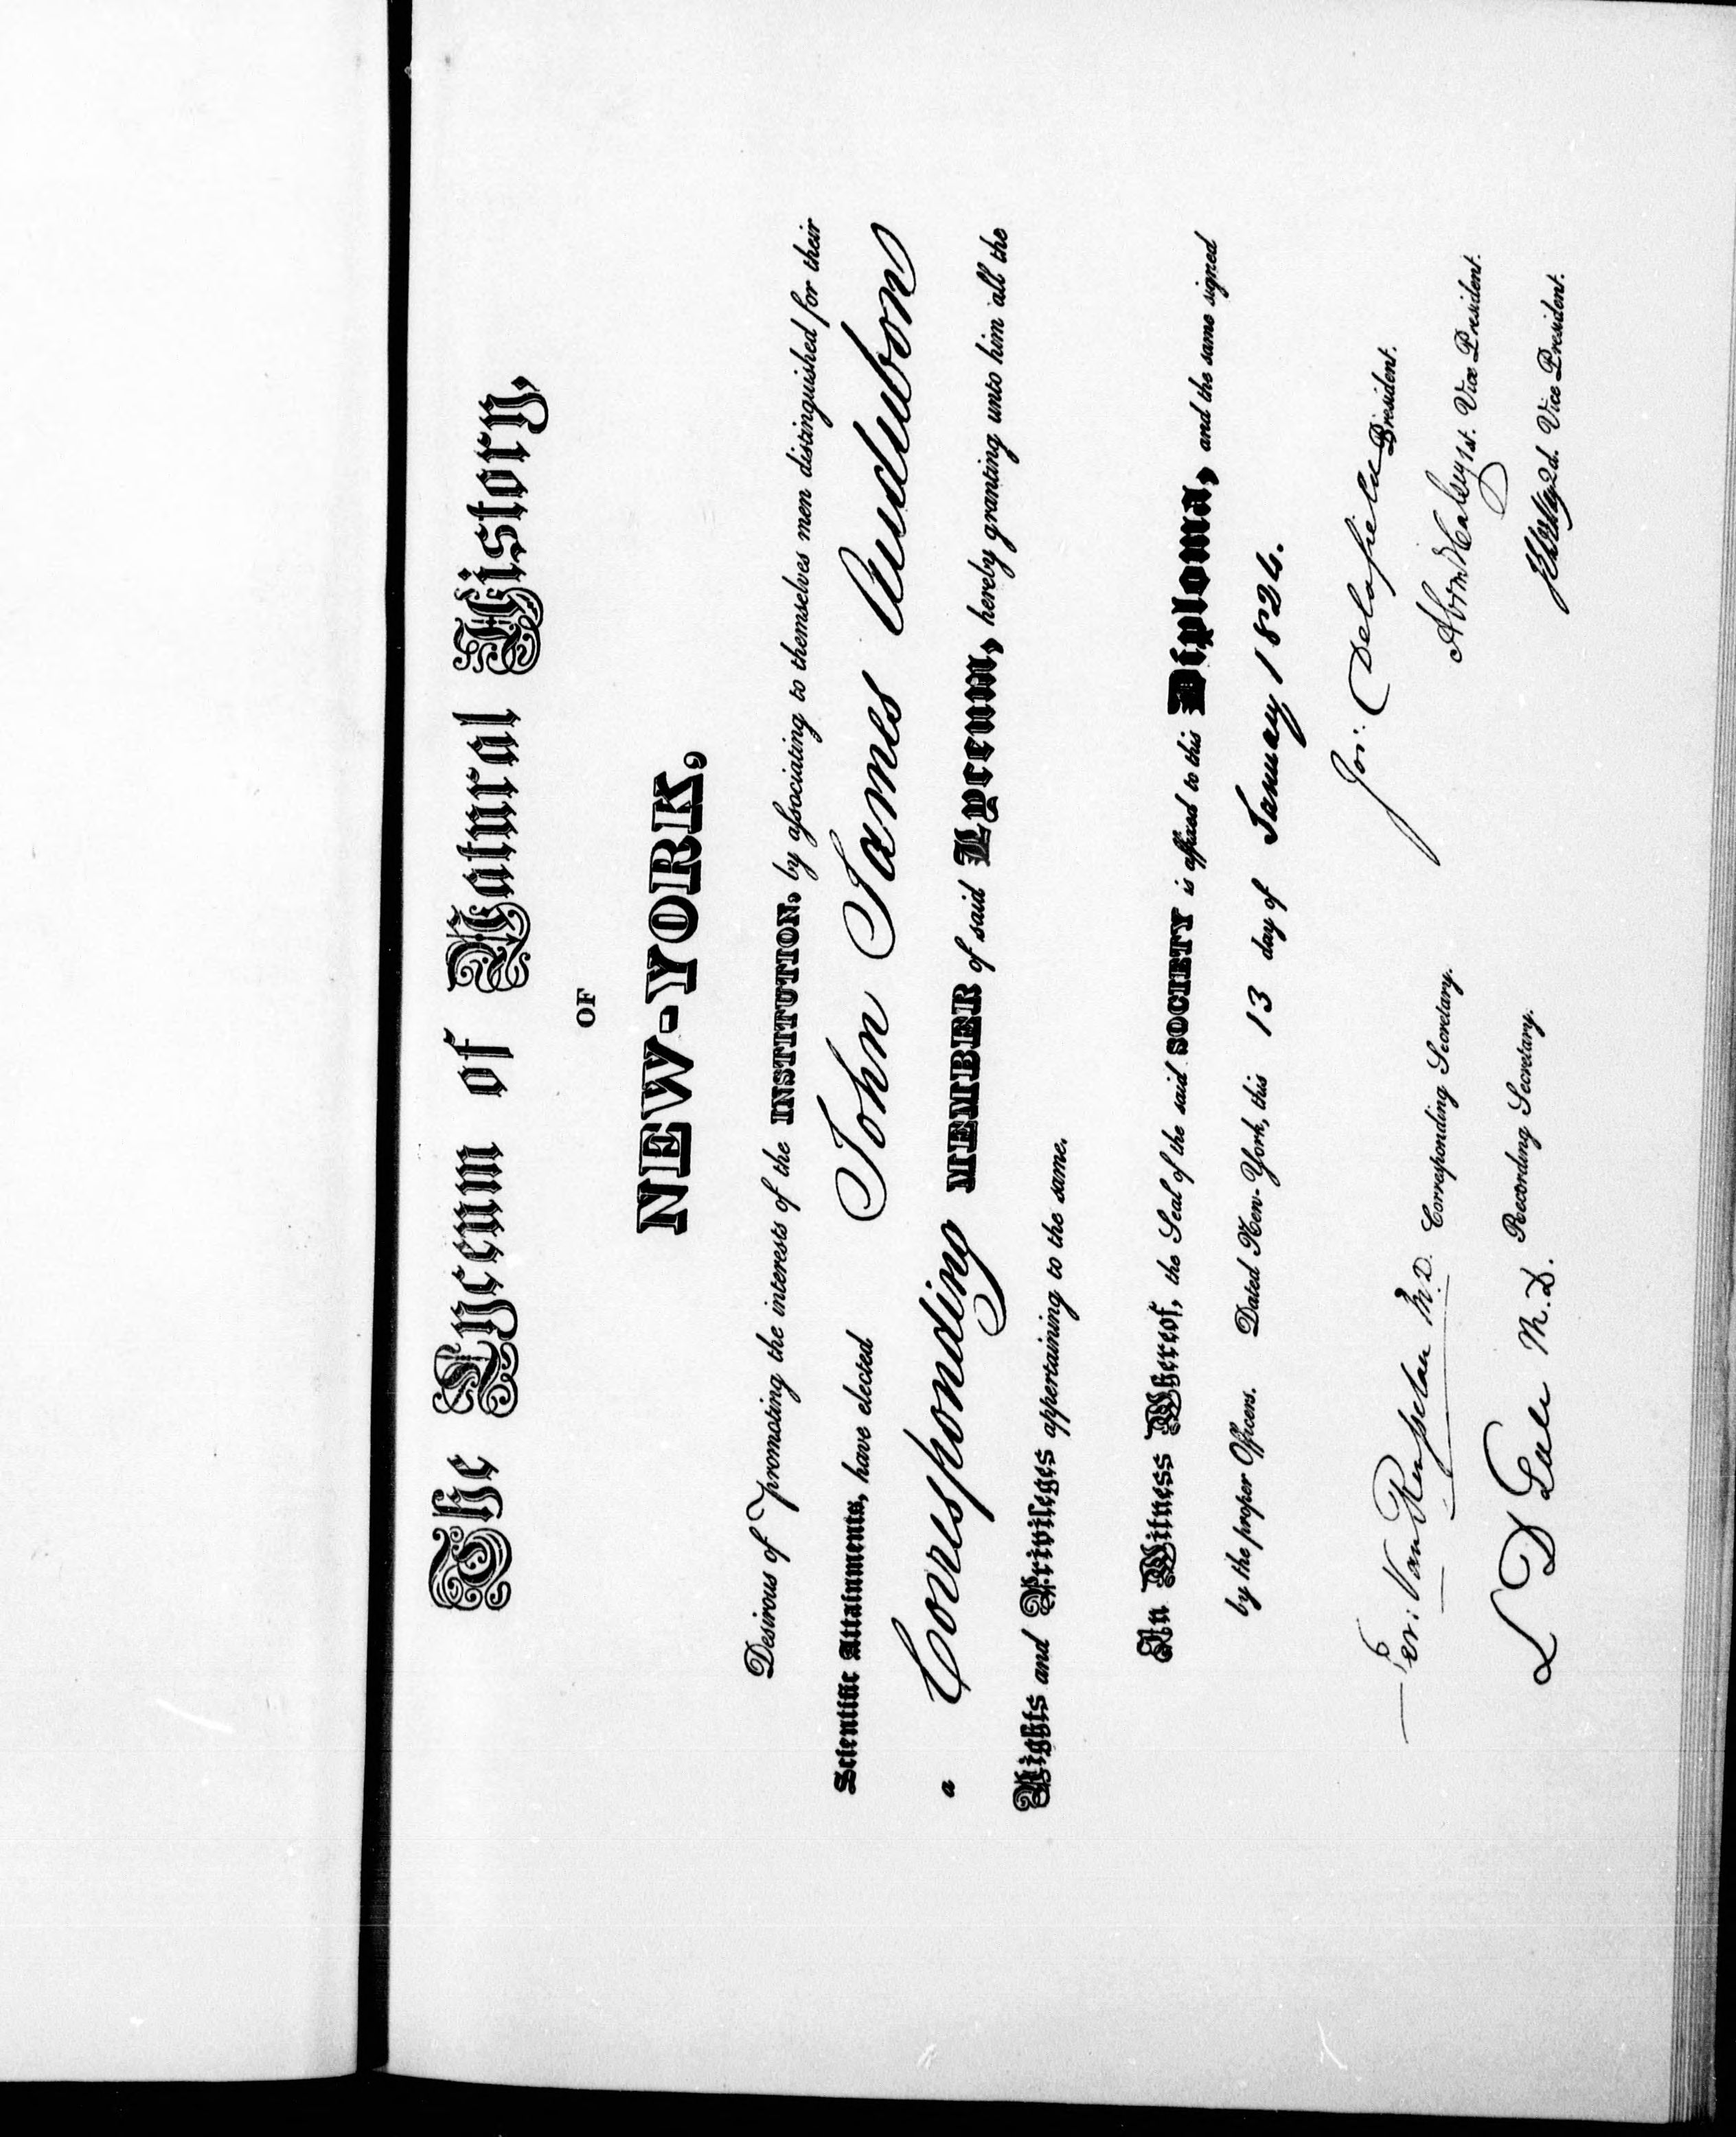 The Lyceum of Natural History,
OF
NEW-YORK,
Desirous of promoting the interests of the INSTITUTION, by associating to themselves men distinguished for their
Scientific Attainments, have elected John James Audubon
a Corresponding MEMBER of said Lyceum, hereby granting unto him all the
Rights and Privileges appertaining to the same.
In Witness Whereof, the Seal of the said SOCIETY is affixed to this Diploma, and the same signed
by the proper Officers. Dated New-York, this 13 day of January 1824.
Jos. Delafield President.
Abrm Halsey 1st. Vice President.
2d. Vice President.
Jer: Van Rensselaer M.D. Corresponding Secretary.
L D Gale M.D. Recording Secretary.